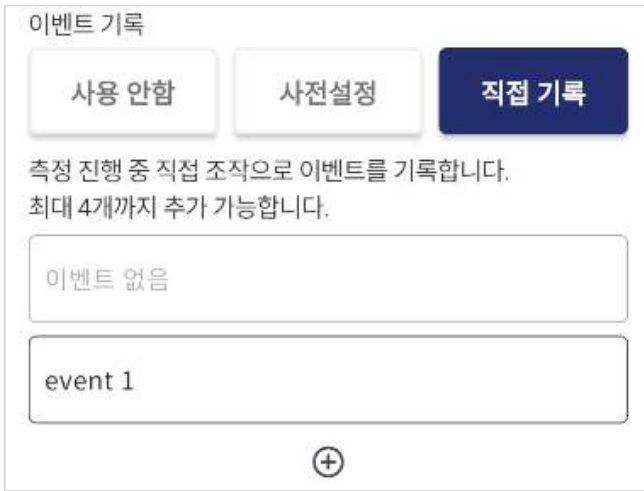 이벤트 기록
사용 안함 사전설정 직접 기록
측정 진행 중 직접 조작으로 이벤트를 기록합니다.
최대 4개까지 추가 가능합니다.
이벤트 없음
event 1